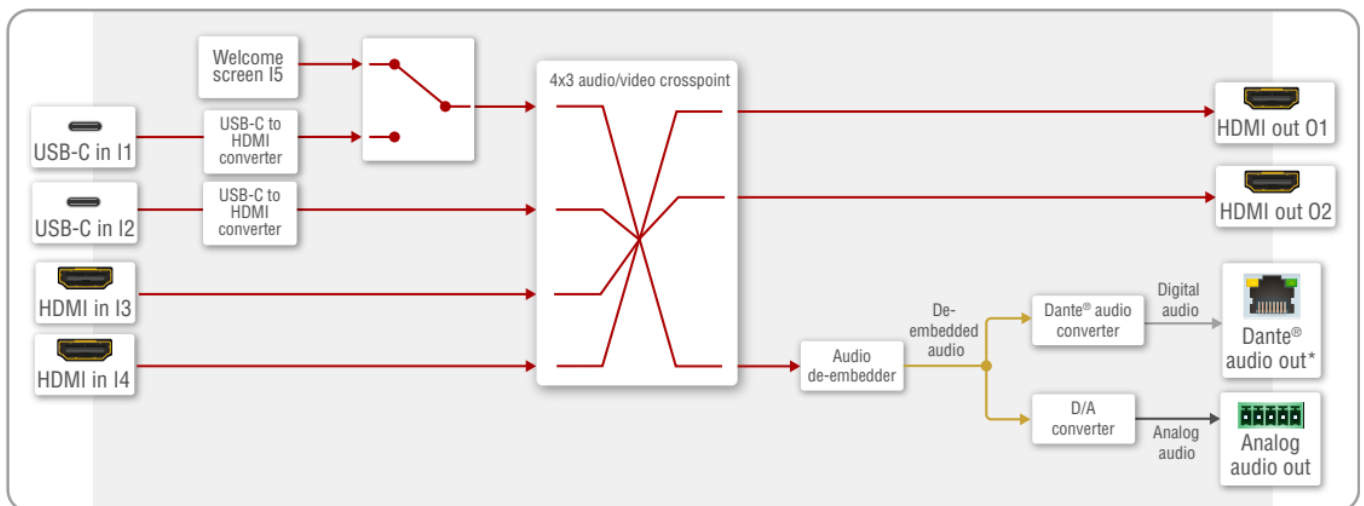 Welcome
screen I5
USB-C in I1
USB-C to
HDMI
converter
USB-C in I2
USB-C to
HDMI
converter
HDMI in I3
HDMI in I4
4x3 audio/video crosspoint
HDMI out O1
HDMI out O2
Audio
de-embedder
De-
embedded
audio
Dante® audio
converter
Digital
audio
Dante®
audio out*
D/A
converter
Analog
audio
Analog
audio out